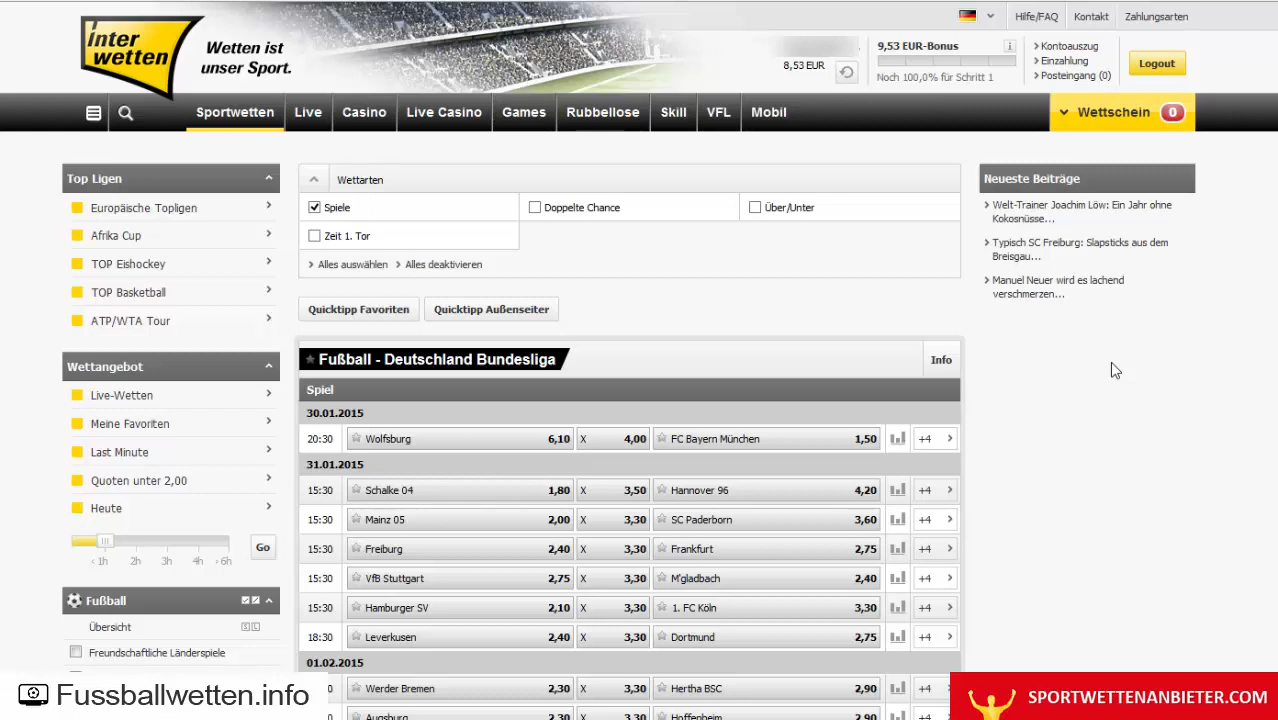 Hilfe/FAQ Kontakt Zahlungsarten
inter wetten
Wetten ist
unser Sport.
8,53 EUR
9,53 EUR-Bonus i
Noch 100,0% für Schritt 1
Kontoauszug
Einzahlung
Posteingang (0)
Logout
Sportwetten Live Casino Live Casino Games Rubbellose Skill VFL Mobil
Wettschein 0
Top Ligen
Europäische Topligen
Afrika Cup
TOP Eishockey
TOP Basketball
ATP/WTA Tour
Wettangebot
Live-Wetten
Meine Favoriten
Last Minute
Quoten unter 2,00
Heute
< 1h 2h 3h 4h > 6h
Go
Fußball
Übersicht S L
Freundschaftliche Länderspiele
Wettarten
Spiele Doppelte Chance Über/Unter
Zeit 1. Tor
Alles auswählen Alles deaktivieren
Quicktipp Favoriten Quicktipp Außenseiter
Fußball - Deutschland Bundesliga Info
Spiel
30.01.2015
20:30 Wolfsburg 6,10 X 4,00 FC Bayern München 1,50 +4
31.01.2015
15:30 Schalke 04 1,80 X 3,50 Hannover 96 4,20 +4
15:30 Mainz 05 2,00 X 3,30 SC Paderborn 3,60 +4
15:30 Freiburg 2,40 X 3,30 Frankfurt 2,75 +4
15:30 VfB Stuttgart 2,75 X 3,30 M'gladbach 2,40 +4
15:30 Hamburger SV 2,10 X 3,30 1. FC Köln 3,30 +4
18:30 Leverkusen 2,40 X 3,30 Dortmund 2,75 +4
01.02.2015
15:30 Werder Bremen 2,30 X 3,30 Hertha BSC 2,90
Augsburg 2,30 X 3,30 Hoffenheim 2,90
Neueste Beiträge
Welt-Trainer Joachim Löw: Ein Jahr ohne
Kokosnüsse...
Typisch SC Freiburg: Slapsticks aus dem
Breisgau...
Manuel Neuer wird es lachend
verschmerzen...
Fussballwetten.info
SPORTWETTENANBIETER.COM